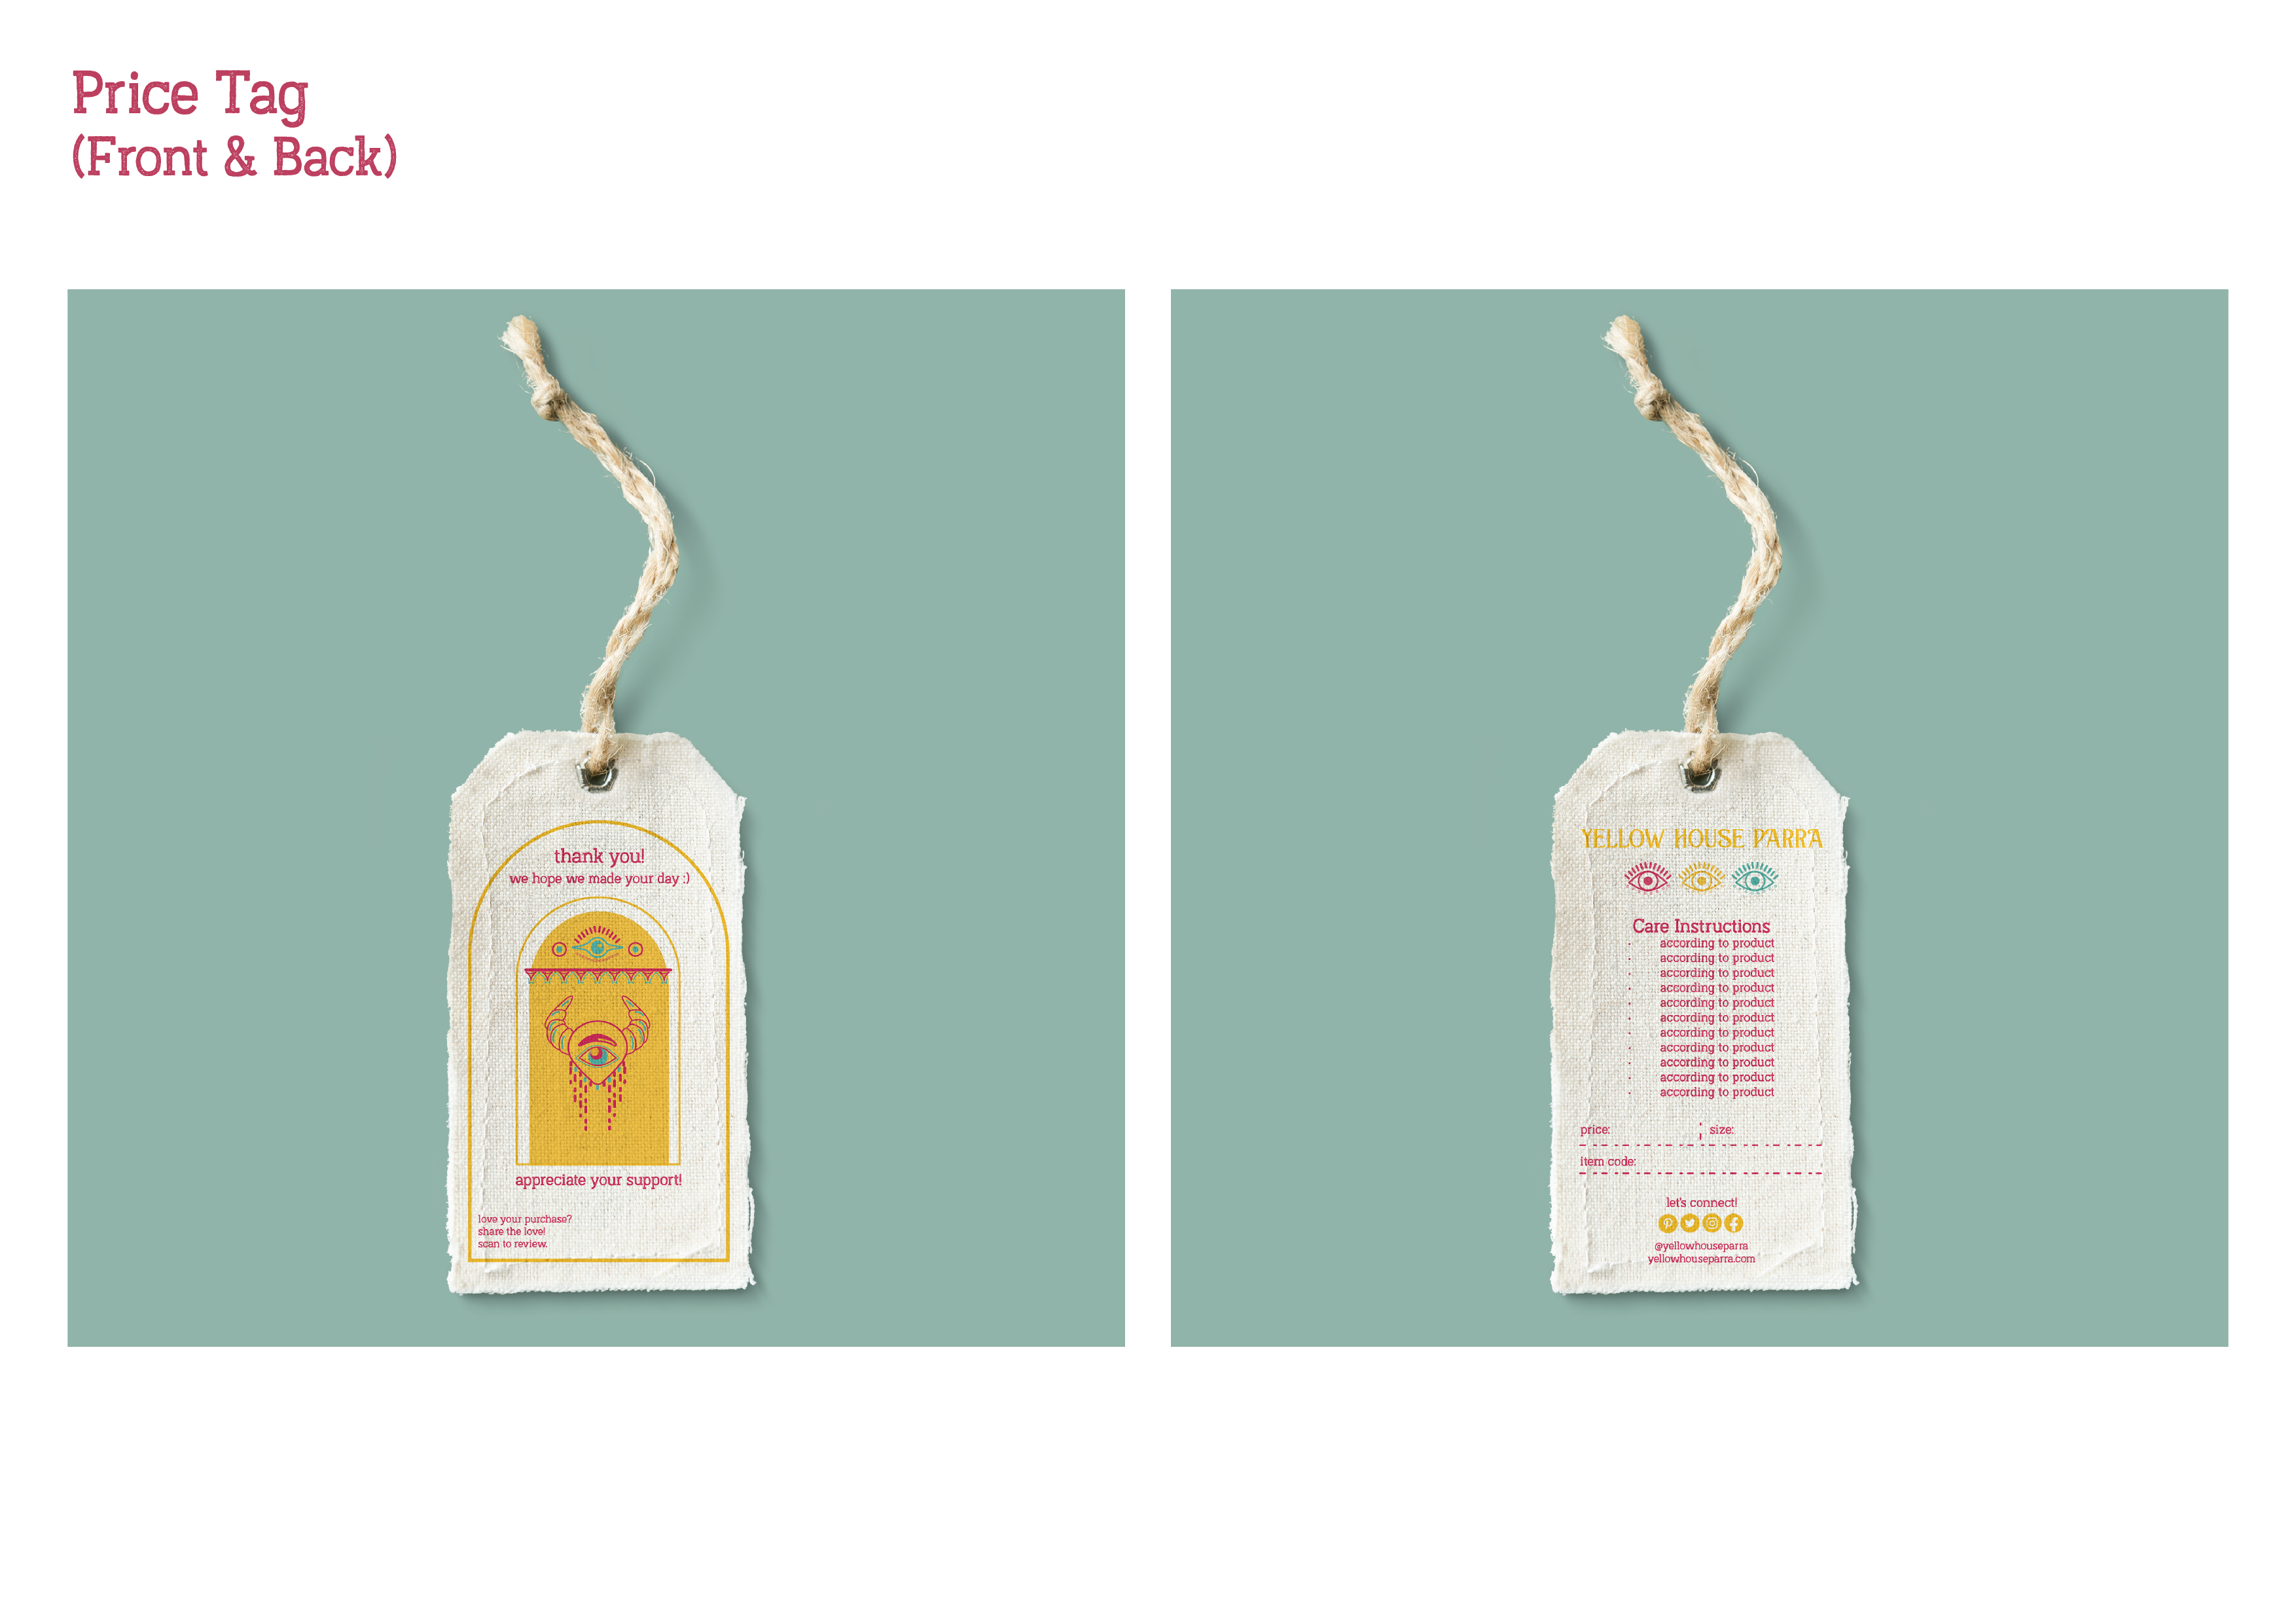 Price Tag
(Front & Back)
thank you!
we hope we made your day :)
appreciate your support!
love your purchase?
share the love!
scan to review.
YELLOW HOUSE PARRA
Care Instructions
· according to product
· according to product
· according to product
· according to product
· according to product
· according to product
· according to product
· according to product
· according to product
· according to product
· according to product
price: ¦ size:
item code:
let's connect!
@yellowhouseparra
yellowhouseparra.com